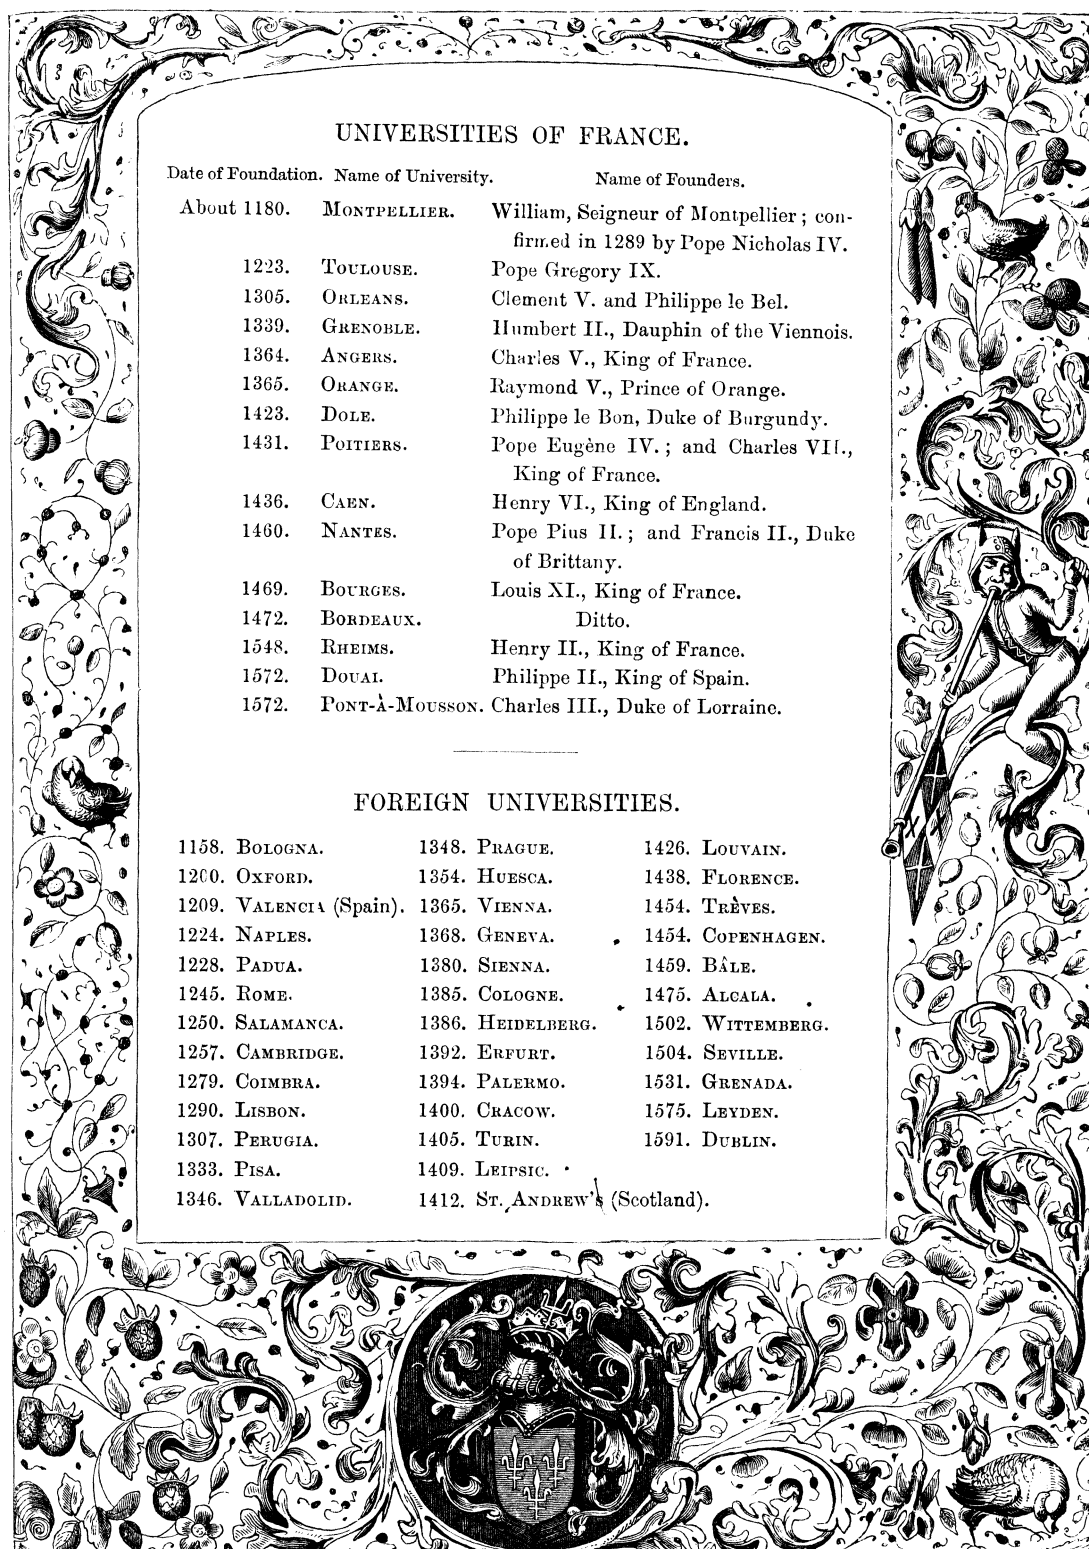 UNIVERSITIES OF FRANCE.
Date of Foundation. Name of University. Name of Founders.
About 1180. MONTPELLIER. William, Seigneur of Montpellier; con-
firmed in 1289 by Pope Nicholas IV.
1223. TOULOUSE. Pope Gregory IX.
1305. ORLEANS. Clement V. and Philippe le Bel.
1339. GRENOBLE. Humbert II., Dauphin of the Viennois.
1364. ANGERS. Charles V., King of France.
1365. ORANGE. Raymond V., Prince of Orange.
1423. DOLE. Philippe le Bon, Duke of Burgundy.
1431. POITIERS. Pope Eugène IV.; and Charles VII.,
King of France.
1436. CAEN. Henry VI., King of England.
1460. NANTES. Pope Pius II.; and Francis II., Duke
of Brittany.
1469. BOURGES. Louis XI., King of France.
1472. BORDEAUX. Ditto.
1548. RHEIMS. Henry II., King of France.
1572. DOUAI. Philippe II., King of Spain.
1572. PONT-À-MOUSSON. Charles III., Duke of Lorraine.
FOREIGN UNIVERSITIES.
1158. BOLOGNA. 1348. PRAGUE. 1426. LOUVAIN.
1200. OXFORD. 1354. HUESCA. 1438. FLORENCE.
1209. VALENCIA (Spain). 1365. VIENNA. 1454. TRÈVES.
1224. NAPLES. 1368. GENEVA. 1454. COPENHAGEN.
1228. PADUA. 1380. SIENNA. 1459. BÂLE.
1245. ROME. 1385. COLOGNE. 1475. ALCALA.
1250. SALAMANCA. 1386. HEIDELBERG. 1502. WITTEMBERG.
1257. CAMBRIDGE. 1392. ERFURT. 1504. SEVILLE.
1279. COIMBRA. 1394. PALERMO. 1531. GRENADA.
1290. LISBON. 1400. CRACOW. 1575. LEYDEN.
1307. PERUGIA. 1405. TURIN. 1591. DUBLIN.
1333. PISA. 1409. LEIPSIC.
1346. VALLADOLID. 1412. ST. ANDREW's (Scotland).